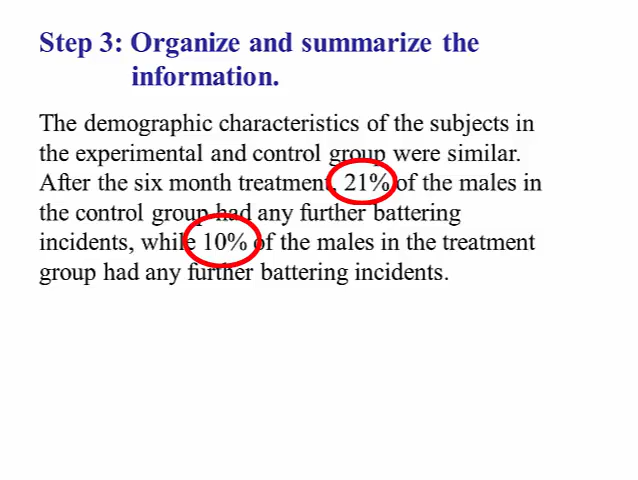 Step 3: Organize and summarize the
information.
The demographic characteristics of the subjects in
the experimental and control group were similar.
After the six month treatment, 21% of the males in
the control group had any further battering
incidents, while 10% of the males in the treatment
group had any further battering incidents.